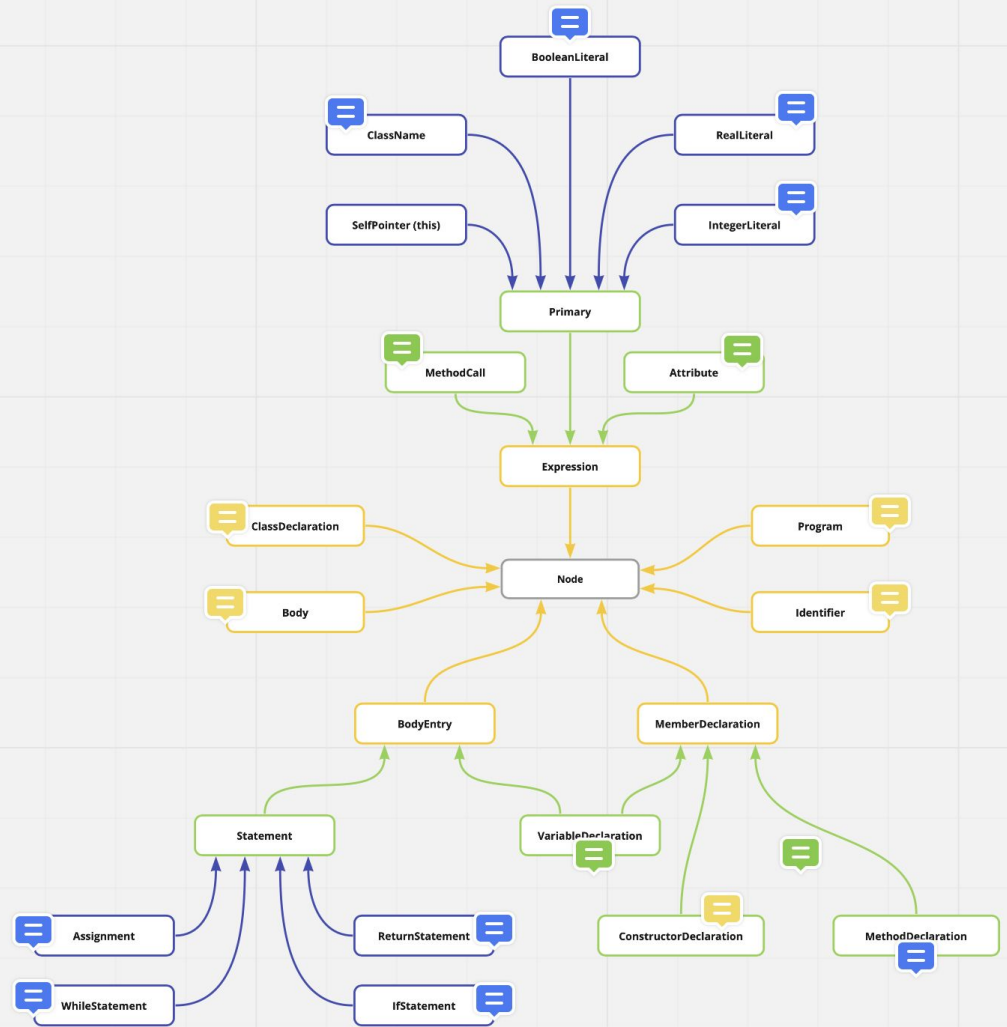 BooleanLiteral
ClassName
RealLiteral
SelfPointer (this)
IntegerLiteral
Primary
MethodCall
Attribute
Expression
ClassDeclaration
Program
Node
Body
Identifier
BodyEntry
MemberDeclaration
Statement
VariableDeclaration
Assignment
ReturnStatement
ConstructorDeclaration
MethodDeclaration
WhileStatement
IfStatement